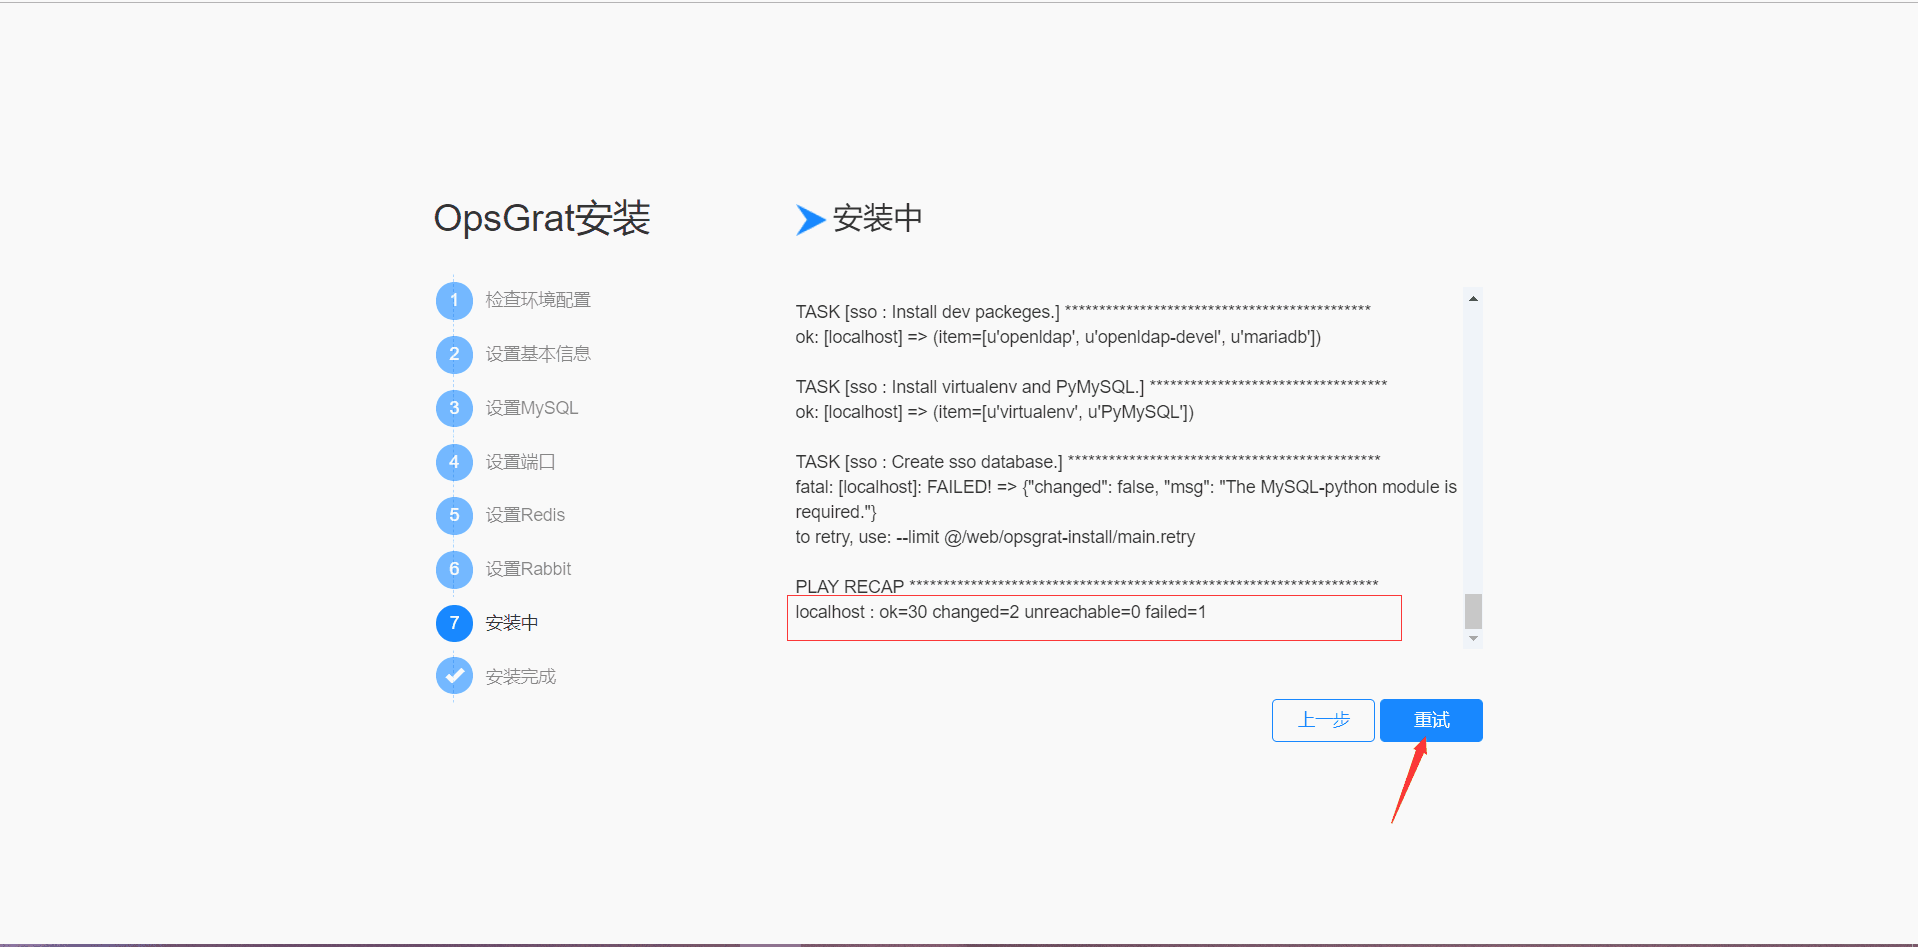 OpsGrat安装
1 检查环境配置
2 设置基本信息
3 设置MySQL
4 设置端口
5 设置Redis
6 设置Rabbit
7 安装中
安装完成
安装中
TASK [sso : Install dev packeges.] *********************************************
ok: [localhost] => (item=[u'openldap', u'openldap-devel', u'mariadb'])
TASK [sso : Install virtualenv and PyMySQL.] ***********************************
ok: [localhost] => (item=[u'virtualenv', u'PyMySQL'])
TASK [sso : Create sso database.] **********************************************
fatal: [localhost]: FAILED! => {"changed": false, "msg": "The MySQL-python module is
required."}
to retry, use: --limit @/web/opsgrat-install/main.retry
PLAY RECAP *********************************************************************
localhost : ok=30 changed=2 unreachable=0 failed=1
上一步 重试